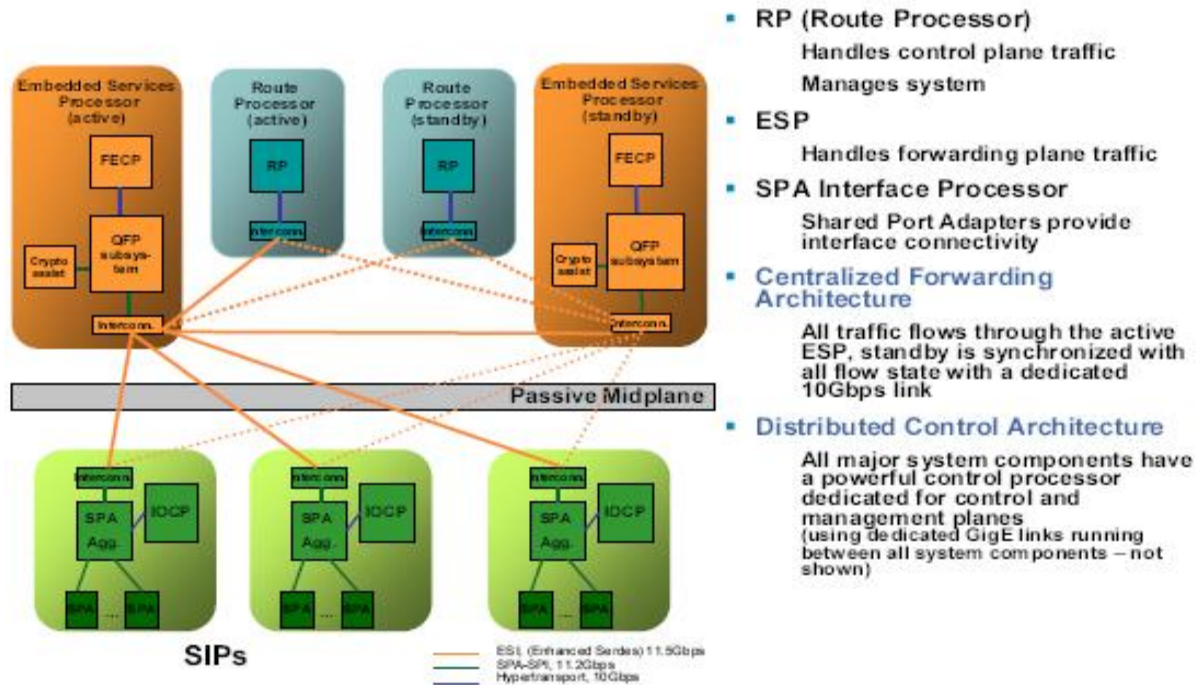 Embedded Services
Processor
(active)
FECP
QFP
subsys-
tem
Crypto
assist
Interconn.
Route
Processor
(active)
RP
Interconn.
Route
Processor
(standby)
RP
Interconn.
Embedded Services
Processor
(standby)
FECP
QFP
subsystem
Crypto
assist
Interconn.
Passive Midplane
Interconn.
SPA
Agg.
IOCP
SPA
...
SPA
Interconn.
SPA
Agg.
IOCP
SPA
...
SPA
Interconn.
SPA
Agg.
IOCP
SPA
...
SPA
SIPs
ESI, (Enhanced Serdes) 11.5Gbps
SPA-SPI, 11.2Gbps
Hypertransport, 10Gbps
▪ RP (Route Processor)
Handles control plane traffic
Manages system
▪ ESP
Handles forwarding plane traffic
▪ SPA Interface Processor
Shared Port Adapters provide
interface connectivity
▪ Centralized Forwarding
Architecture
All traffic flows through the active
ESP, standby is synchronized with
all flow state with a dedicated
10Gbps link
▪ Distributed Control Architecture
All major system components have
a powerful control processor
dedicated for control and
management planes
(using dedicated GigE links running
between all system components – not
shown)